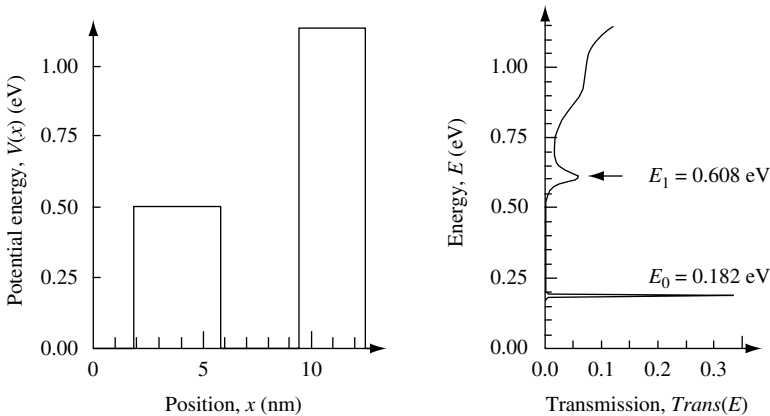 Potential energy, V(x) (eV)
1.00
0.75
0.50
0.25
0.00
0
5
10
Position, x (nm)
Energy, E (eV)
1.00
0.75
0.50
0.25
0.00
E1 = 0.608 eV
E0 = 0.182 eV
0.0
0.1
0.2
0.3
Transmission, Trans(E)